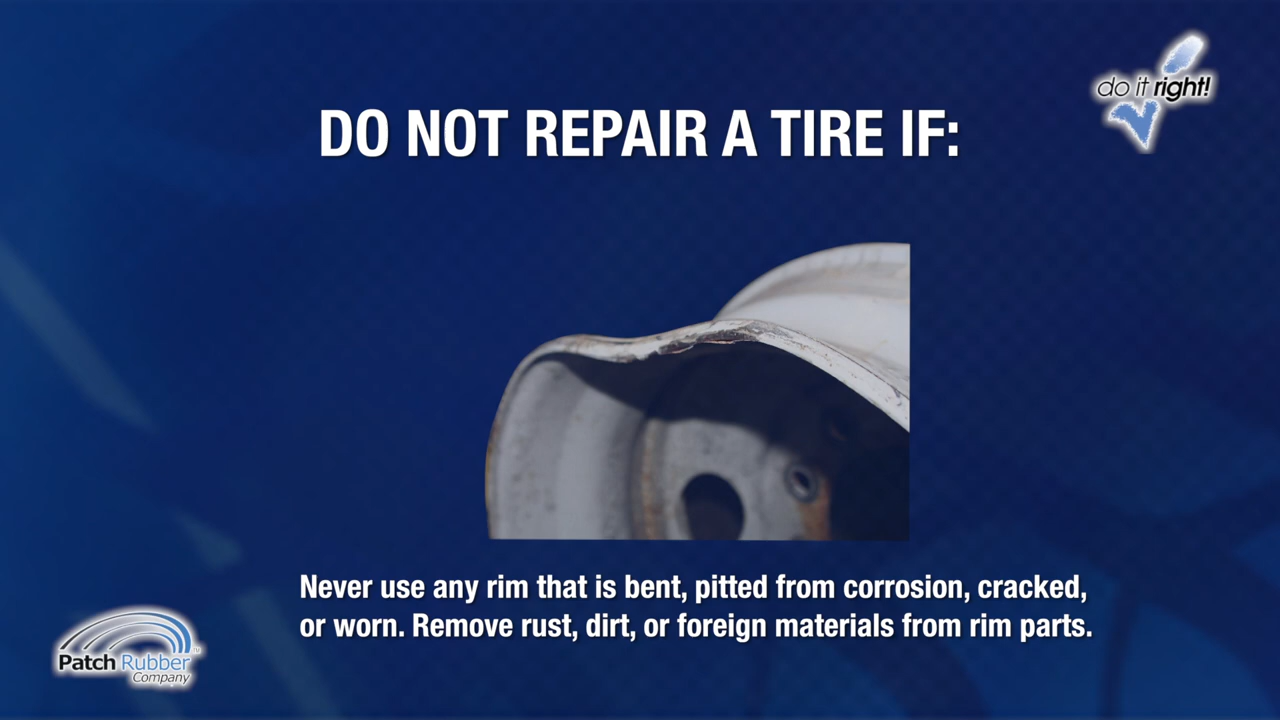 do it right!
DO NOT REPAIR A TIRE IF:
Never use any rim that is bent, pitted from corrosion, cracked,
or worn. Remove rust, dirt, or foreign materials from rim parts.
Patch Rubber
Company